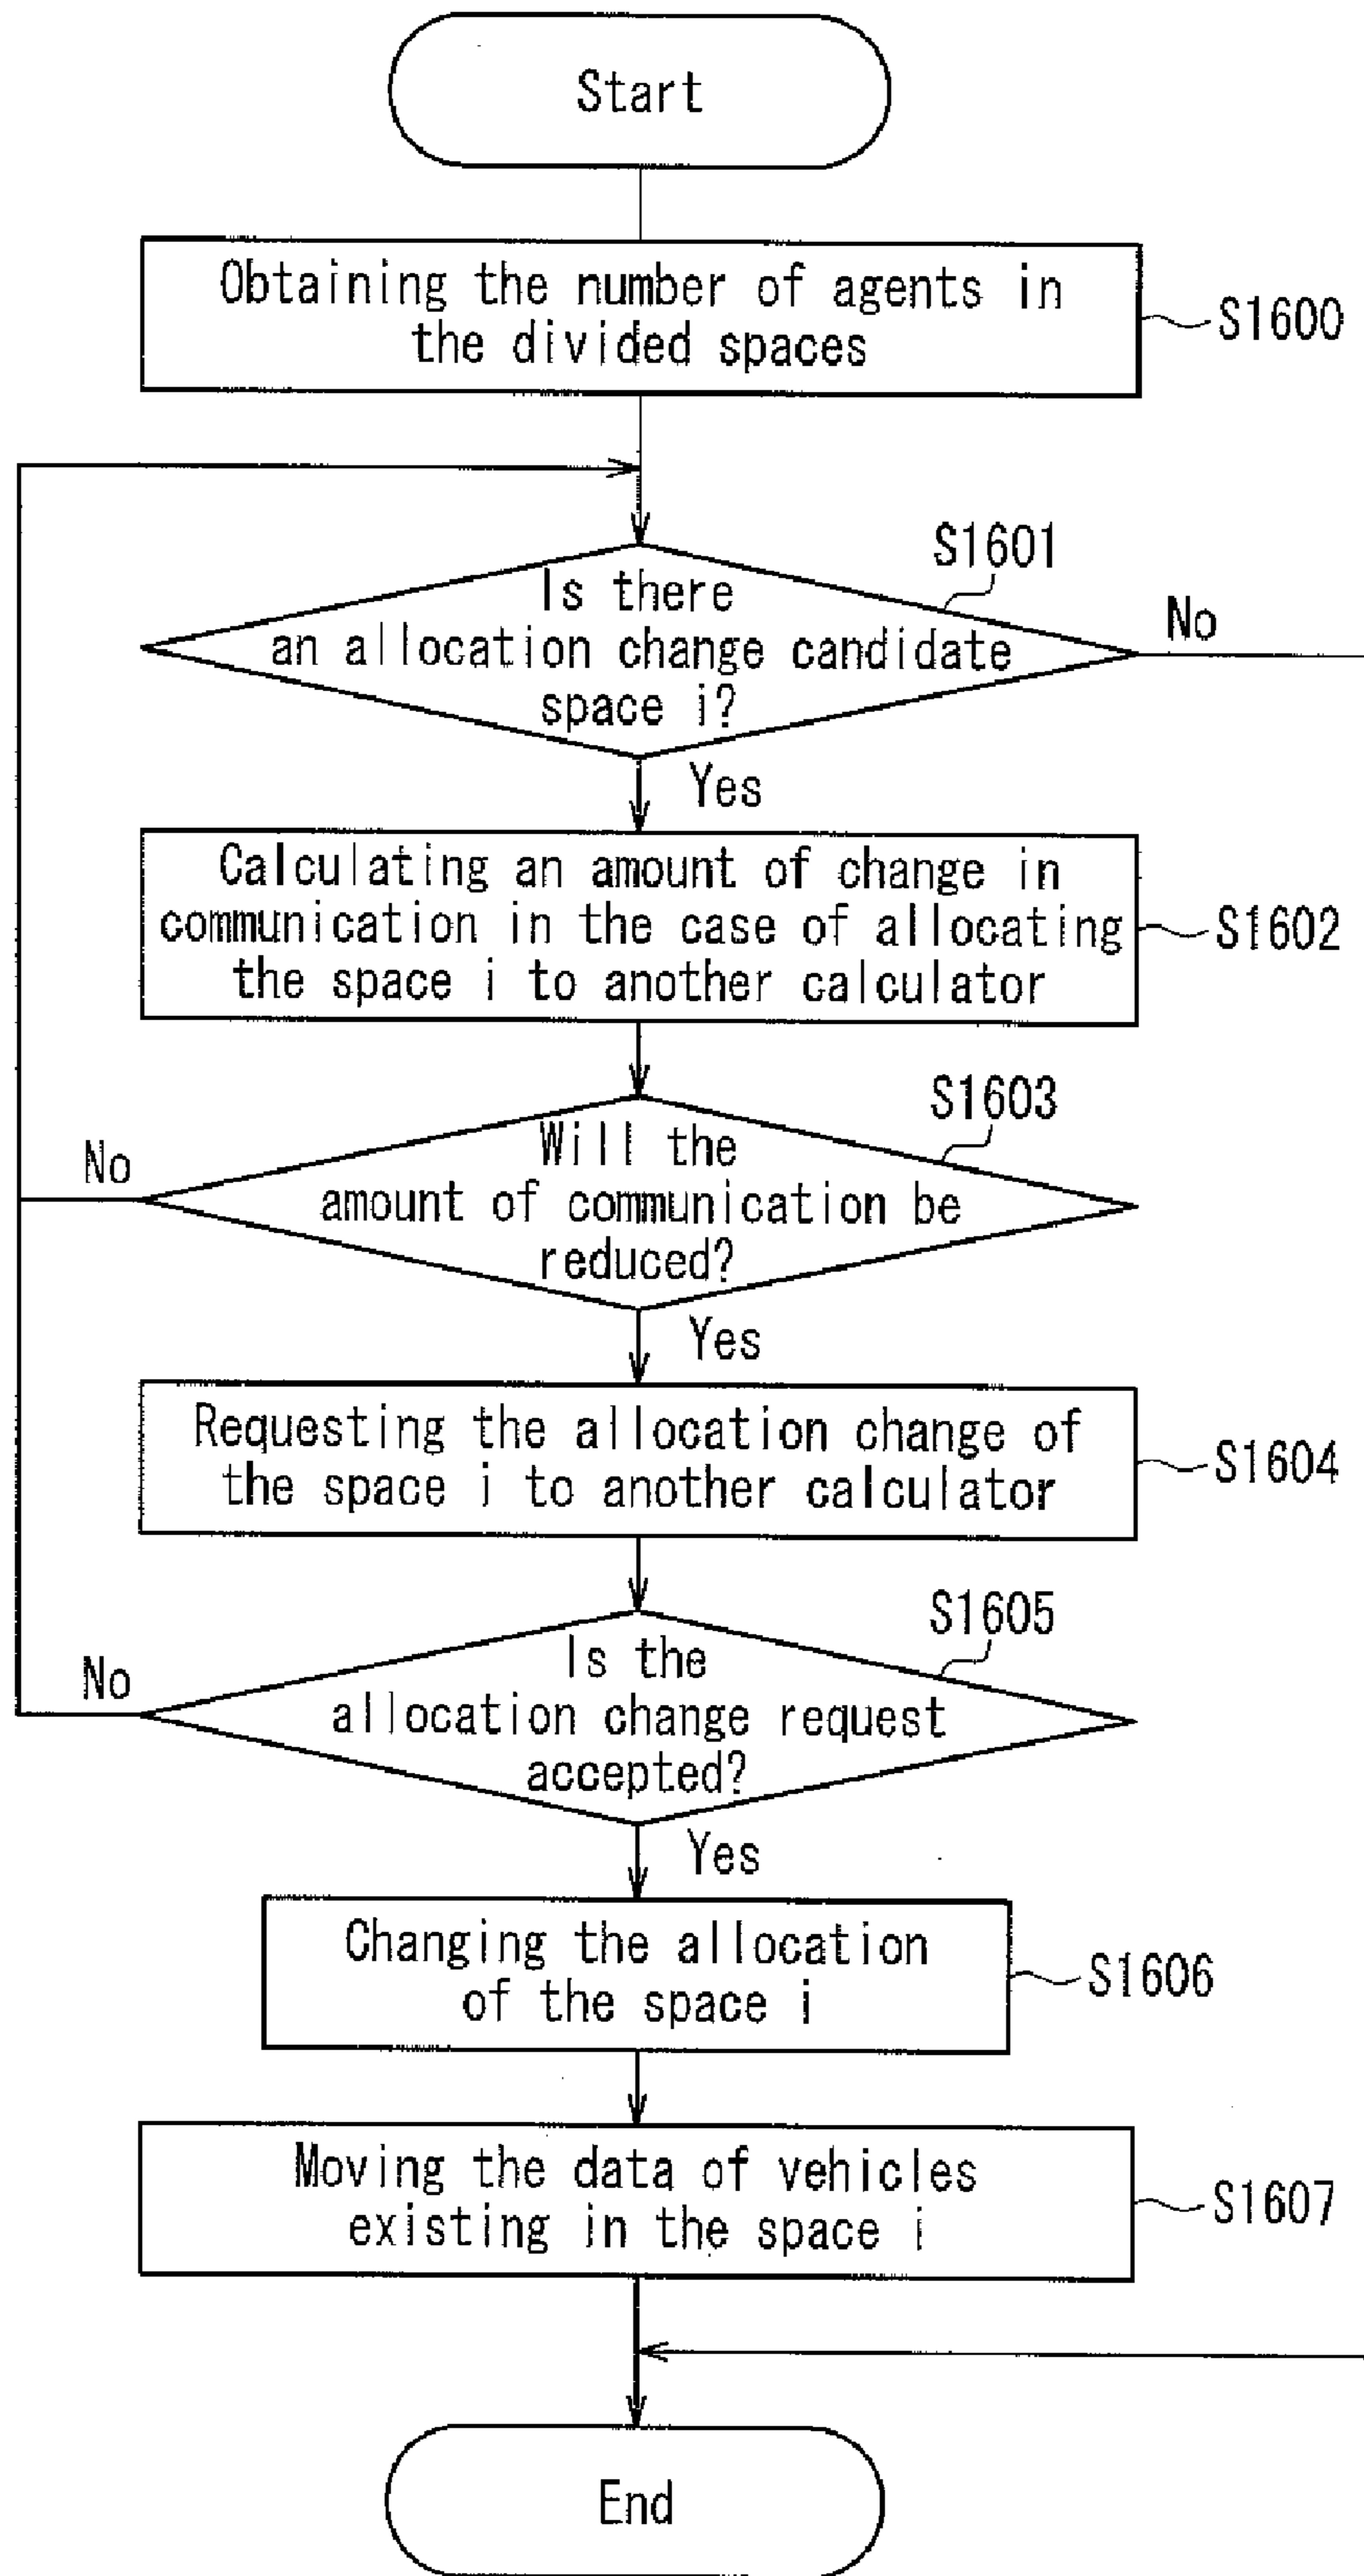 Start
Obtaining the number of agents in
the divided spaces
S1600
S1601
Is there
an allocation change candidate
space i?
No
Yes
Calculating an amount of change in
communication in the case of allocating
the space i to another calculator
S1602
S1603
Will the
amount of communication be
reduced?
No
Yes
Requesting the allocation change of
the space i to another calculator
S1604
S1605
Is the
allocation change request
accepted?
No
Yes
Changing the allocation
of the space i
S1606
Moving the data of vehicles
existing in the space i
S1607
End